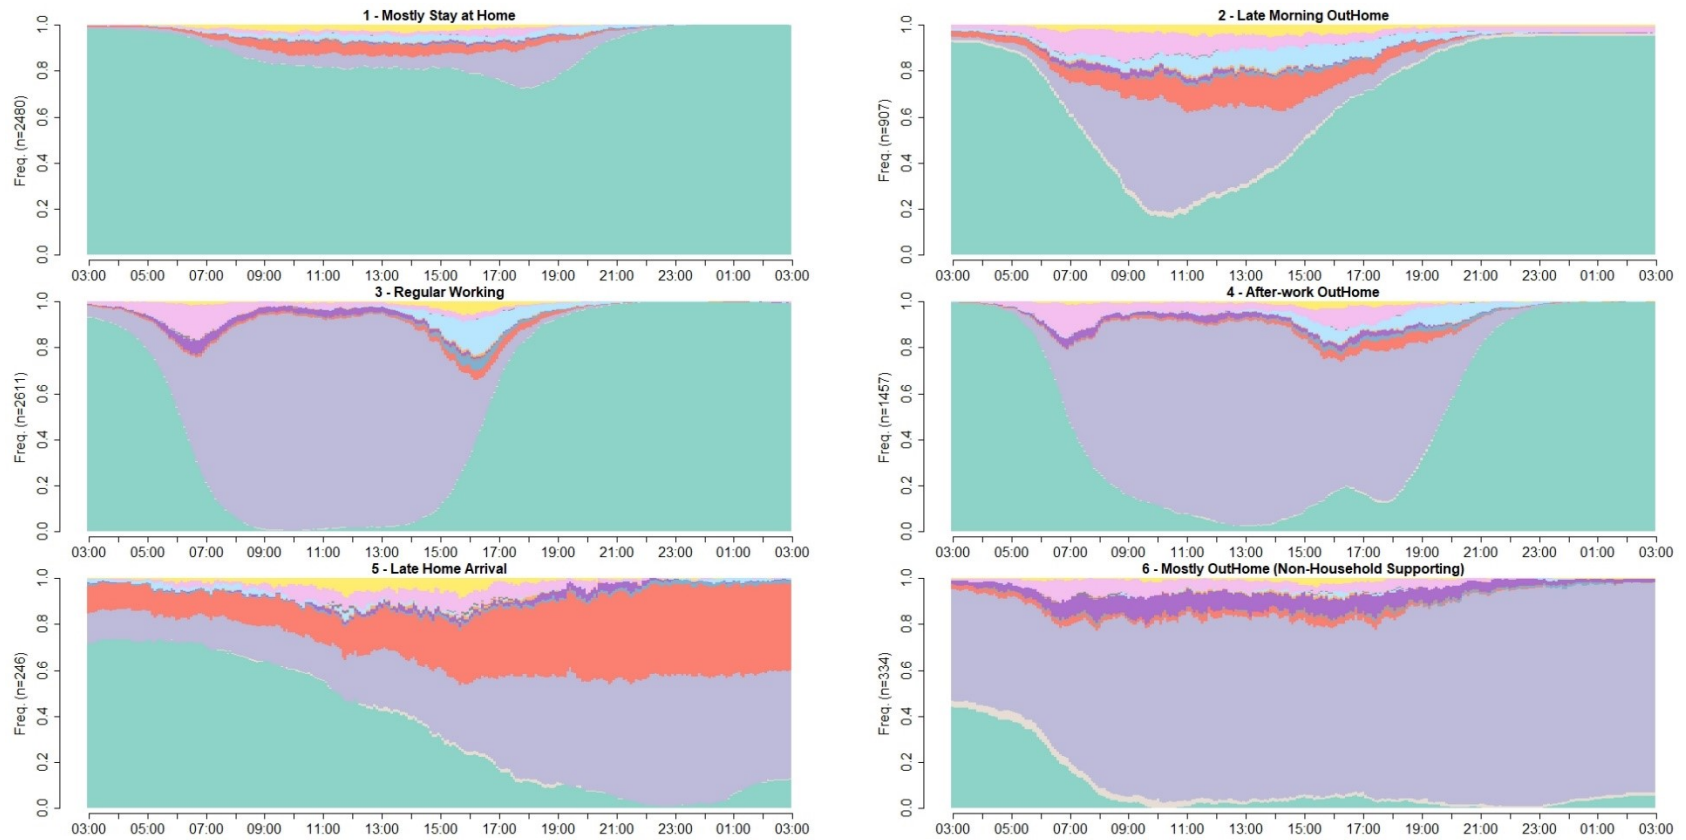 1 - Mostly Stay at Home
Freq. (n=2480)
0.0 0.2 0.4 0.6 0.8 1.0
03:00 05:00 07:00 09:00 11:00 13:00 15:00 17:00 19:00 21:00 23:00 01:00 03:00
2 - Late Morning OutHome
Freq. (n=907)
0.0 0.2 0.4 0.6 0.8 1.0
03:00 05:00 07:00 09:00 11:00 13:00 15:00 17:00 19:00 21:00 23:00 01:00 03:00
3 - Regular Working
Freq. (n=2611)
0.0 0.2 0.4 0.6 0.8 1.0
03:00 05:00 07:00 09:00 11:00 13:00 15:00 17:00 19:00 21:00 23:00 01:00 03:00
4 - After-work OutHome
Freq. (n=1457)
0.0 0.2 0.4 0.6 0.8 1.0
03:00 05:00 07:00 09:00 11:00 13:00 15:00 17:00 19:00 21:00 23:00 01:00 03:00
5 - Late Home Arrival
Freq. (n=246)
0.0 0.2 0.4 0.6 0.8 1.0
03:00 05:00 07:00 09:00 11:00 13:00 15:00 17:00 19:00 21:00 23:00 01:00 03:00
6 - Mostly OutHome (Non-Household Supporting)
Freq. (n=334)
0.0 0.2 0.4 0.6 0.8 1.0
03:00 05:00 07:00 09:00 11:00 13:00 15:00 17:00 19:00 21:00 23:00 01:00 03:00